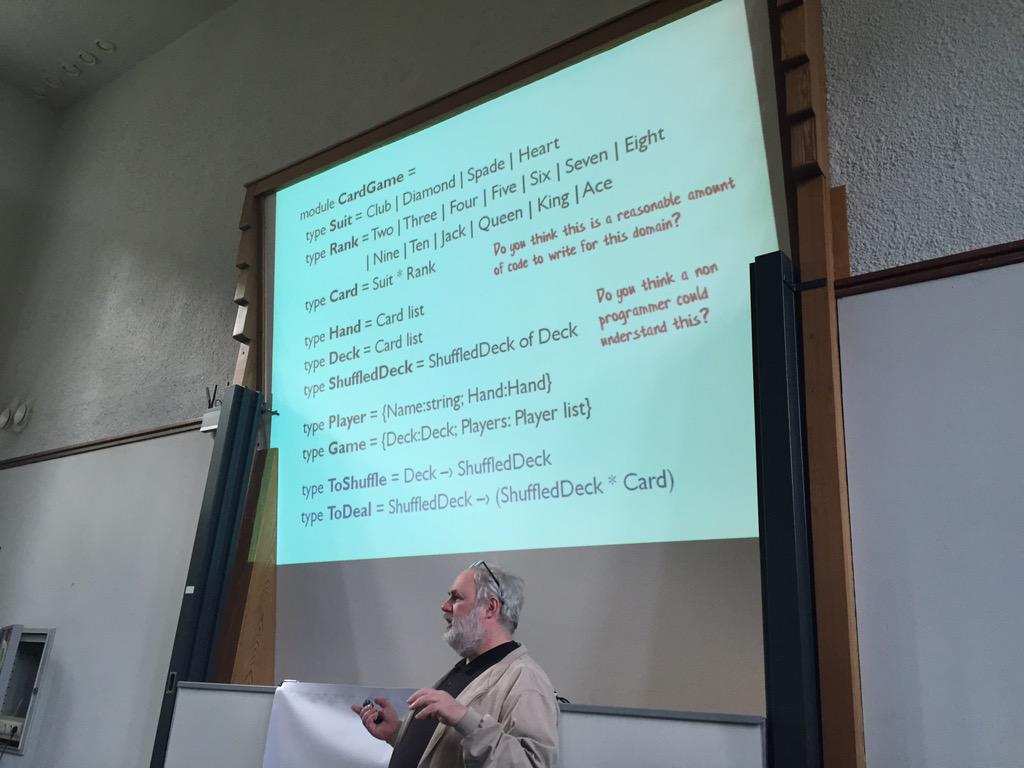 module CardGame =
type Suit = Club | Diamond | Spade | Heart
type Rank = Two | Three | Four | Five | Six | Seven | Eight
| Nine | Ten | Jack | Queen | King | Ace
type Card = Suit * Rank
Do you think this is a reasonable amount
of code to write for this domain?
type Hand = Card list
type Deck = Card list
type ShuffledDeck = ShuffledDeck of Deck
Do you think a non
programmer could
understand this?
type Player = {Name:string; Hand:Hand}
type Game = {Deck:Deck; Players: Player list}
type ToShuffle = Deck –> ShuffledDeck
type ToDeal = ShuffledDeck –> (ShuffledDeck * Card)